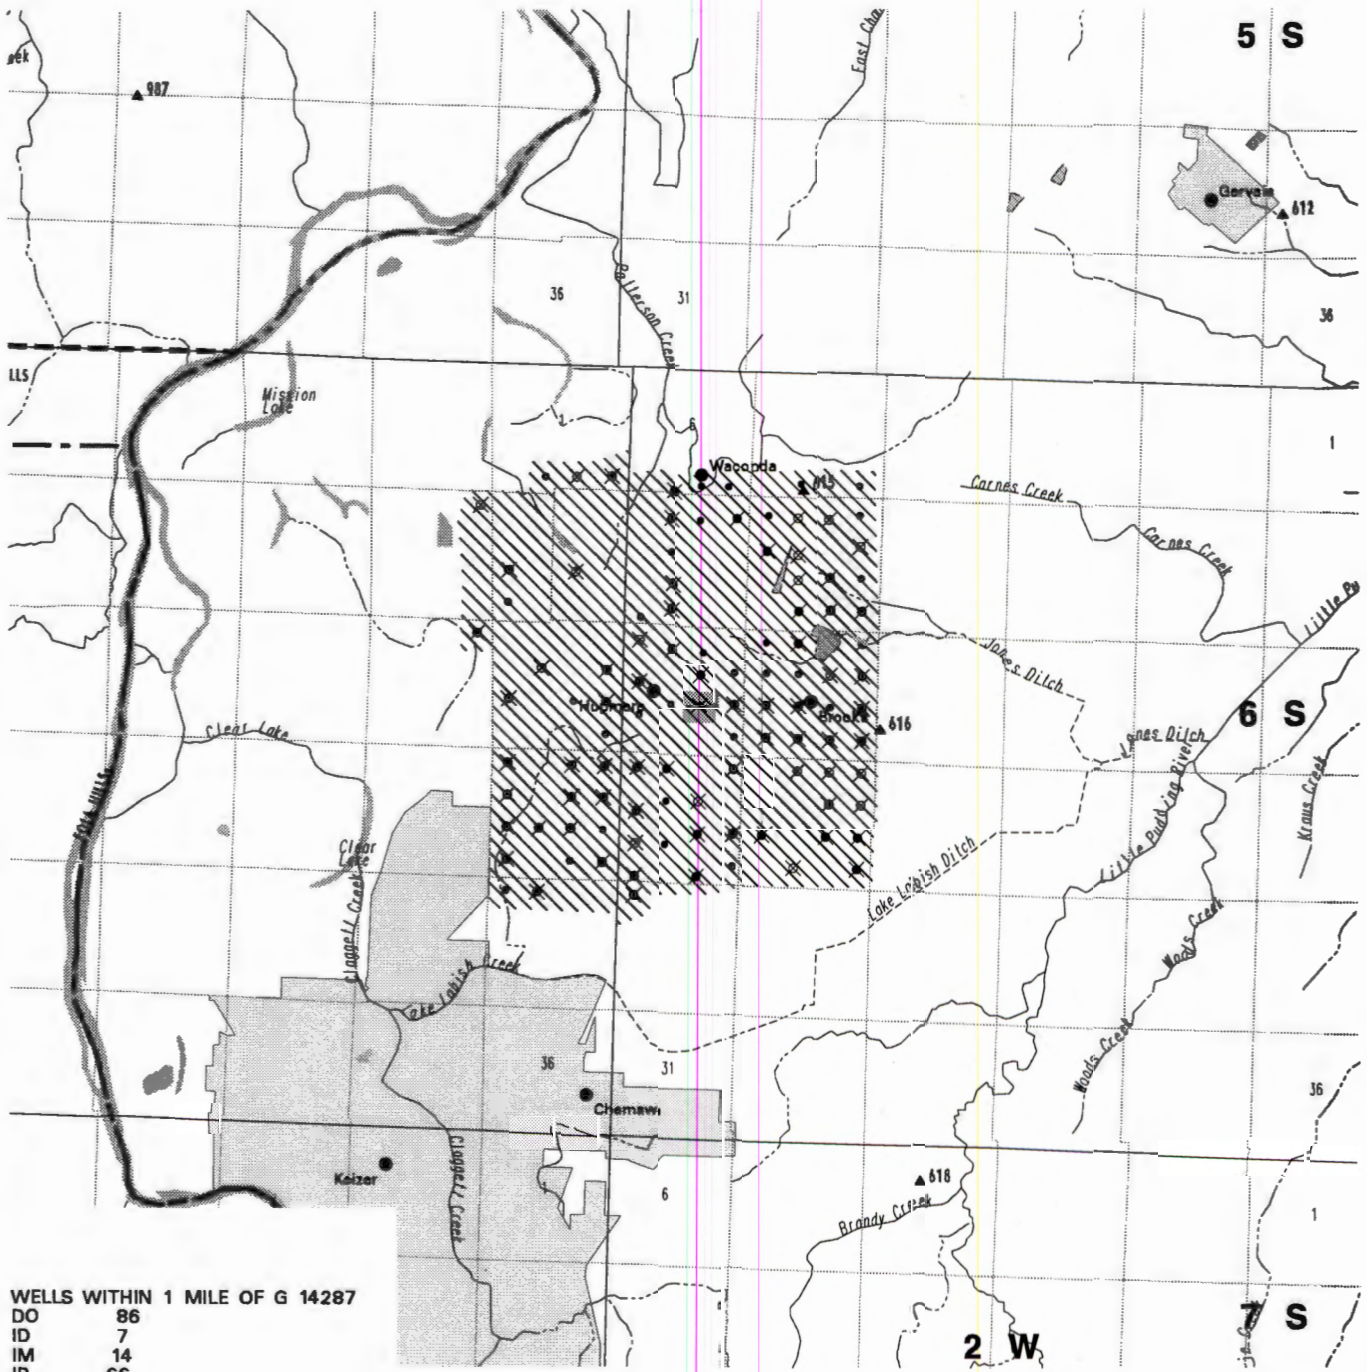 5 S
987
East Cha
Gervais
612
36
31
36
Patterson Creek
LLS
Mission
Lake
1
6
1
Waconda
Carnes Creek
Carnes Creek
Little Pu
Jones Ditch
Hopmere
Brooks
616
6 S
Jones Ditch
Clear Lake
Little Pudding River
Kraus Creek
Clear
Lake
Claggett Creek
Lake Labish Ditch
Woods Creek
Lake Labish Creek
Woods Creek
36
31
36
Chemawa
Keizer
Claggett Creek
6
618
Brandy Creek
1
WELLS WITHIN 1 MILE OF G 14287
DO 86
ID 7
IM 14
7 S
2 W